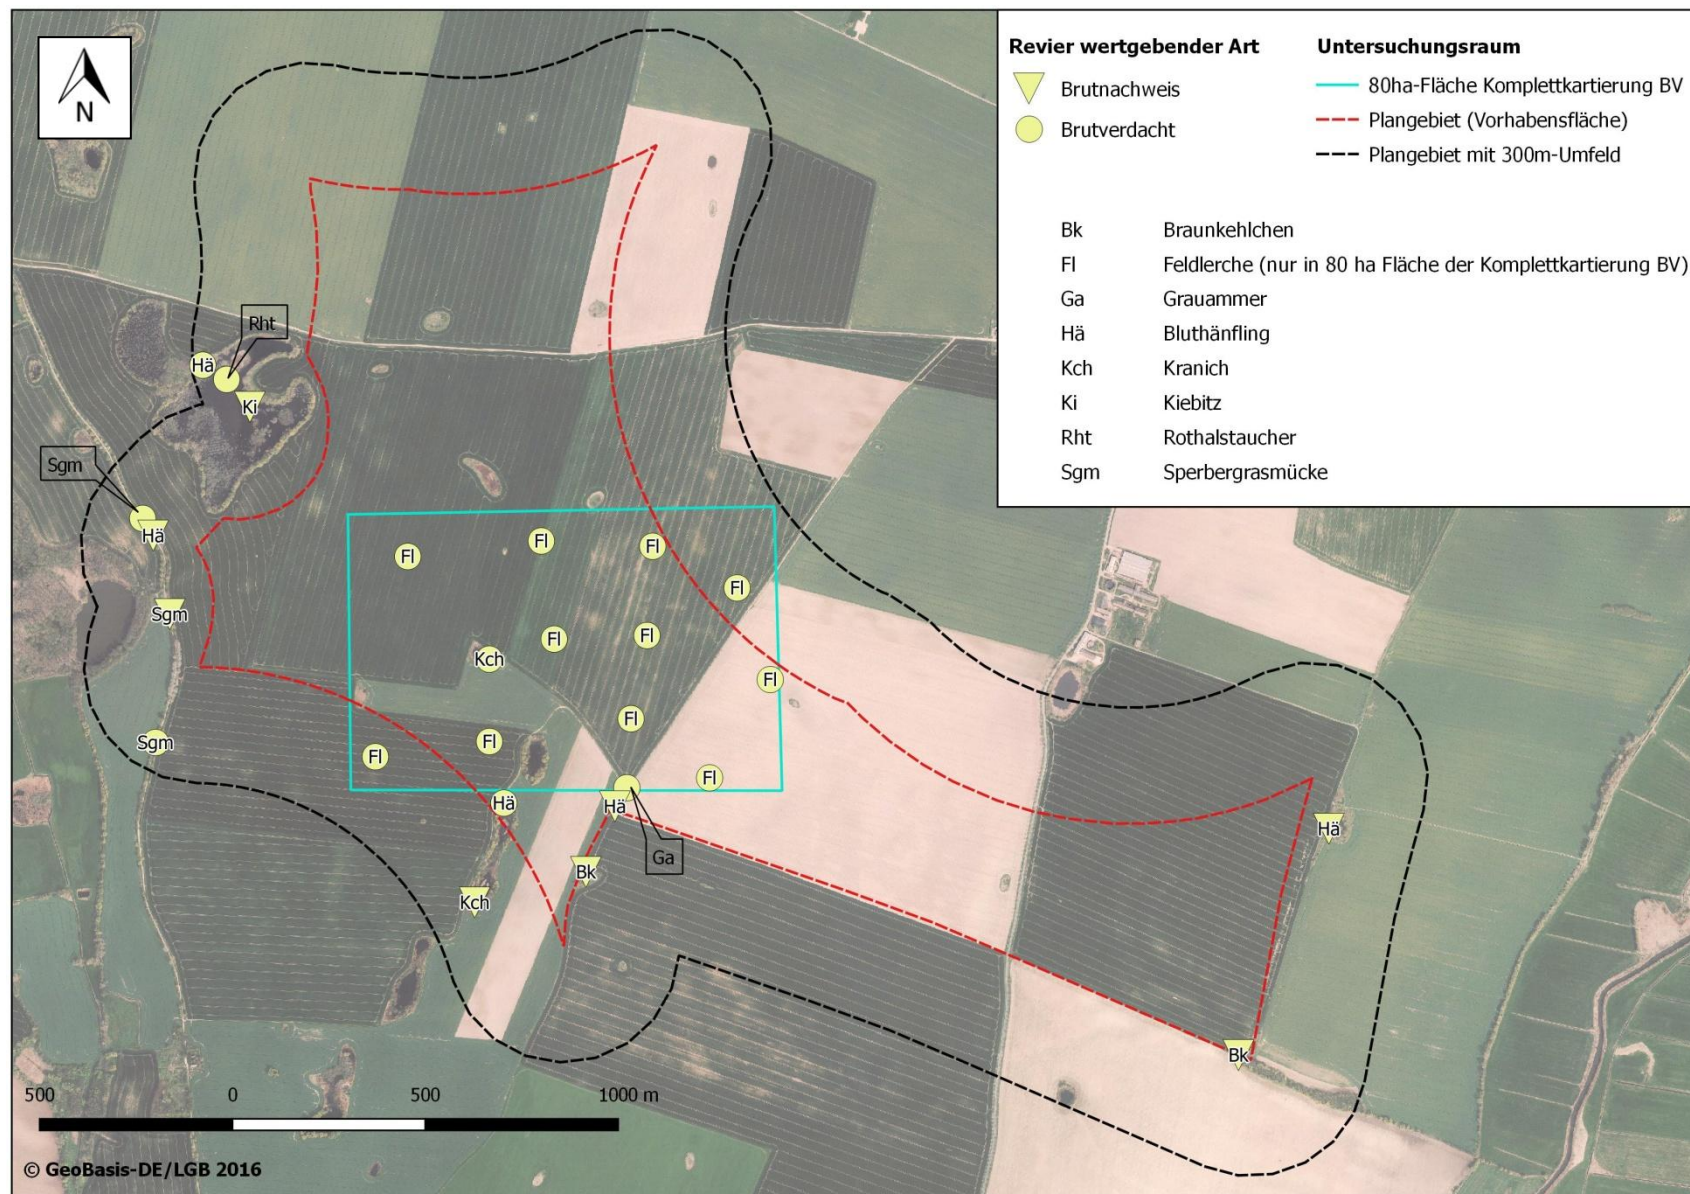 N
Revier wertgebender Art
Brutnachweis
Brutverdacht
Untersuchungsraum
80ha-Fläche Komplettkartierung BV
Plangebiet (Vorhabensfläche)
Plangebiet mit 300m-Umfeld
Bk Braunkehlchen
Fl Feldlerche (nur in 80 ha Fläche der Komplettkartierung BV)
Ga Grauammer
Hä Bluthänfling
Kch Kranich
Ki Kiebitz
Rht Rothalstaucher
Sgm Sperbergrasmücke
Rht
Hä
Ki
Sgm
Hä
Fl
Fl
Fl
Fl
Sgm
Fl
Fl
Kch
Fl
Fl
Sgm
Fl
Fl
Fl
Hä
Hä
Hä
Ga
Bk
Kch
Bk
500 0 500 1000 m
© GeoBasis-DE/LGB 2016